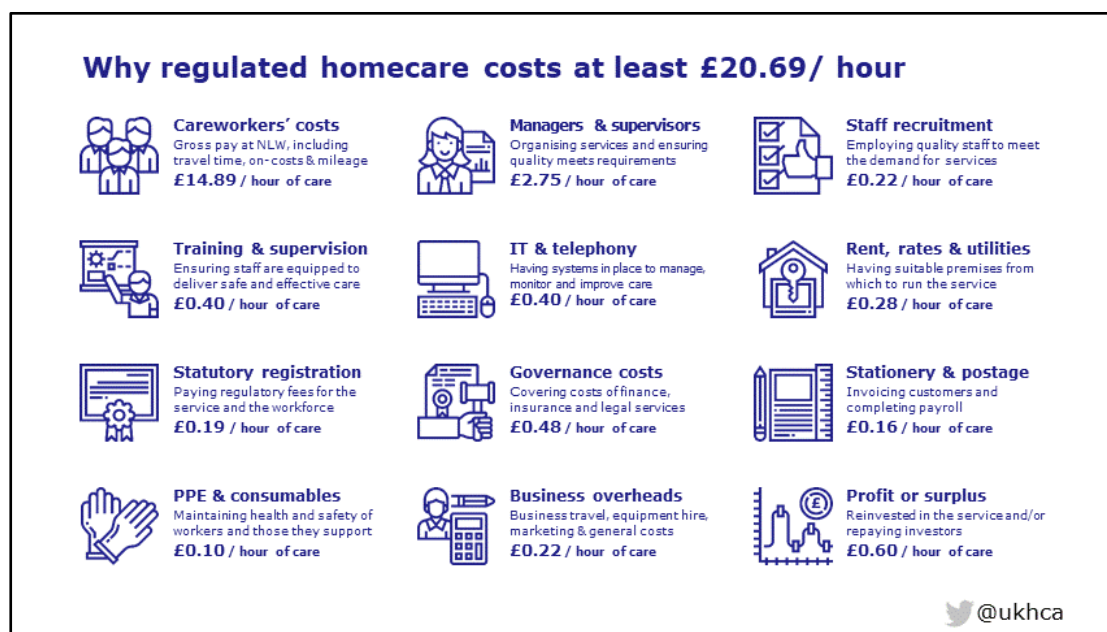 Why regulated homecare costs at least £20.69/ hour
Careworkers' costs
Gross pay at NLW, including
travel time, on-costs & mileage
£14.89 / hour of care
Managers & supervisors
Organising services and ensuring
quality meets requirements
£2.75 / hour of care
Staff recruitment
Employing quality staff to meet
the demand for services
£0.22 / hour of care
Training & supervision
Ensuring staff are equipped to
deliver safe and effective care
£0.40 / hour of care
IT & telephony
Having systems in place to manage,
monitor and improve care
£0.40 / hour of care
Rent, rates & utilities
Having suitable premises from
which to run the service
£0.28 / hour of care
Statutory registration
Paying regulatory fees for the
service and the workforce
£0.19 / hour of care
Governance costs
Covering costs of finance,
insurance and legal services
£0.48 / hour of care
Stationery & postage
Invoicing customers and
completing payroll
£0.16 / hour of care
PPE & consumables
Maintaining health and safety of
workers and those they support
£0.10 / hour of care
Business overheads
Business travel, equipment hire,
marketing & general costs
£0.22 / hour of care
£
Profit or surplus
Reinvested in the service and/or
repaying investors
£0.60 / hour of care
@ukhca